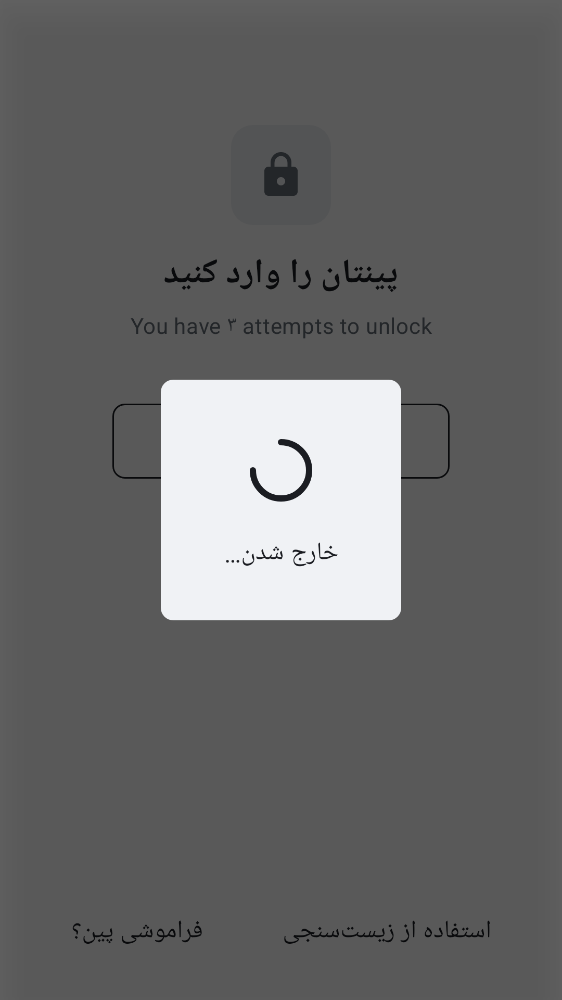 پینتان را وارد کنید
You have ۳ attempts to unlock
خارج شدن...
استفاده از زیست‌سنجی
فراموشی پین؟